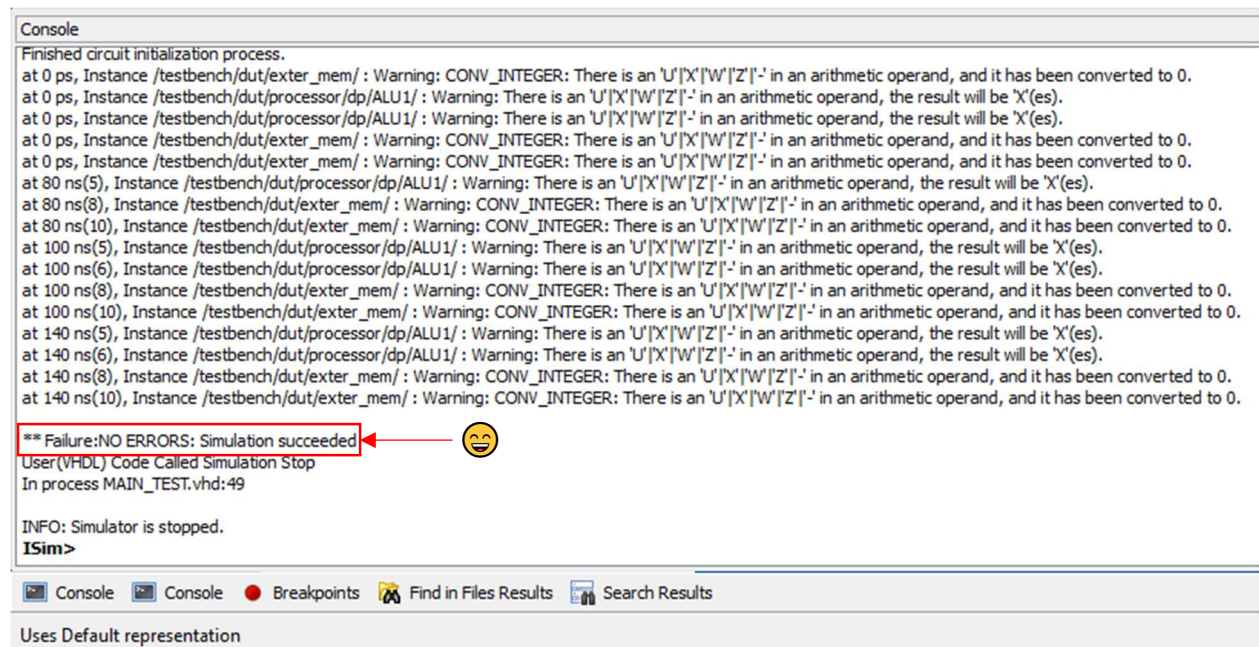 Console
Finished circuit initialization process.
at 0 ps, Instance /testbench/dut/exter_mem/ : Warning: CONV_INTEGER: There is an 'U'|'X'|'W'|'Z'|'-' in an arithmetic operand, and it has been converted to 0.
at 0 ps, Instance /testbench/dut/processor/dp/ALU1/ : Warning: There is an 'U'|'X'|'W'|'Z'|'-' in an arithmetic operand, the result will be 'X'(es).
at 0 ps, Instance /testbench/dut/processor/dp/ALU1/ : Warning: There is an 'U'|'X'|'W'|'Z'|'-' in an arithmetic operand, the result will be 'X'(es).
at 0 ps, Instance /testbench/dut/exter_mem/ : Warning: CONV_INTEGER: There is an 'U'|'X'|'W'|'Z'|'-' in an arithmetic operand, and it has been converted to 0.
at 0 ps, Instance /testbench/dut/exter_mem/ : Warning: CONV_INTEGER: There is an 'U'|'X'|'W'|'Z'|'-' in an arithmetic operand, and it has been converted to 0.
at 80 ns(5), Instance /testbench/dut/processor/dp/ALU1/ : Warning: There is an 'U'|'X'|'W'|'Z'|'-' in an arithmetic operand, the result will be 'X'(es).
at 80 ns(8), Instance /testbench/dut/exter_mem/ : Warning: CONV_INTEGER: There is an 'U'|'X'|'W'|'Z'|'-' in an arithmetic operand, and it has been converted to 0.
at 80 ns(10), Instance /testbench/dut/exter_mem/ : Warning: CONV_INTEGER: There is an 'U'|'X'|'W'|'Z'|'-' in an arithmetic operand, and it has been converted to 0.
at 100 ns(5), Instance /testbench/dut/processor/dp/ALU1/ : Warning: There is an 'U'|'X'|'W'|'Z'|'-' in an arithmetic operand, the result will be 'X'(es).
at 100 ns(6), Instance /testbench/dut/processor/dp/ALU1/ : Warning: There is an 'U'|'X'|'W'|'Z'|'-' in an arithmetic operand, the result will be 'X'(es).
at 100 ns(8), Instance /testbench/dut/exter_mem/ : Warning: CONV_INTEGER: There is an 'U'|'X'|'W'|'Z'|'-' in an arithmetic operand, and it has been converted to 0.
at 100 ns(10), Instance /testbench/dut/exter_mem/ : Warning: CONV_INTEGER: There is an 'U'|'X'|'W'|'Z'|'-' in an arithmetic operand, and it has been converted to 0.
at 140 ns(5), Instance /testbench/dut/processor/dp/ALU1/ : Warning: There is an 'U'|'X'|'W'|'Z'|'-' in an arithmetic operand, the result will be 'X'(es).
at 140 ns(6), Instance /testbench/dut/processor/dp/ALU1/ : Warning: There is an 'U'|'X'|'W'|'Z'|'-' in an arithmetic operand, the result will be 'X'(es).
at 140 ns(8), Instance /testbench/dut/exter_mem/ : Warning: CONV_INTEGER: There is an 'U'|'X'|'W'|'Z'|'-' in an arithmetic operand, and it has been converted to 0.
at 140 ns(10), Instance /testbench/dut/exter_mem/ : Warning: CONV_INTEGER: There is an 'U'|'X'|'W'|'Z'|'-' in an arithmetic operand, and it has been converted to 0.
** Failure:NO ERRORS: Simulation succeeded
User(VHDL) Code Called Simulation Stop
In process MAIN_TEST.vhd:49
INFO: Simulator is stopped.
ISim>
Console Console Breakpoints Find in Files Results Search Results
Uses Default representation